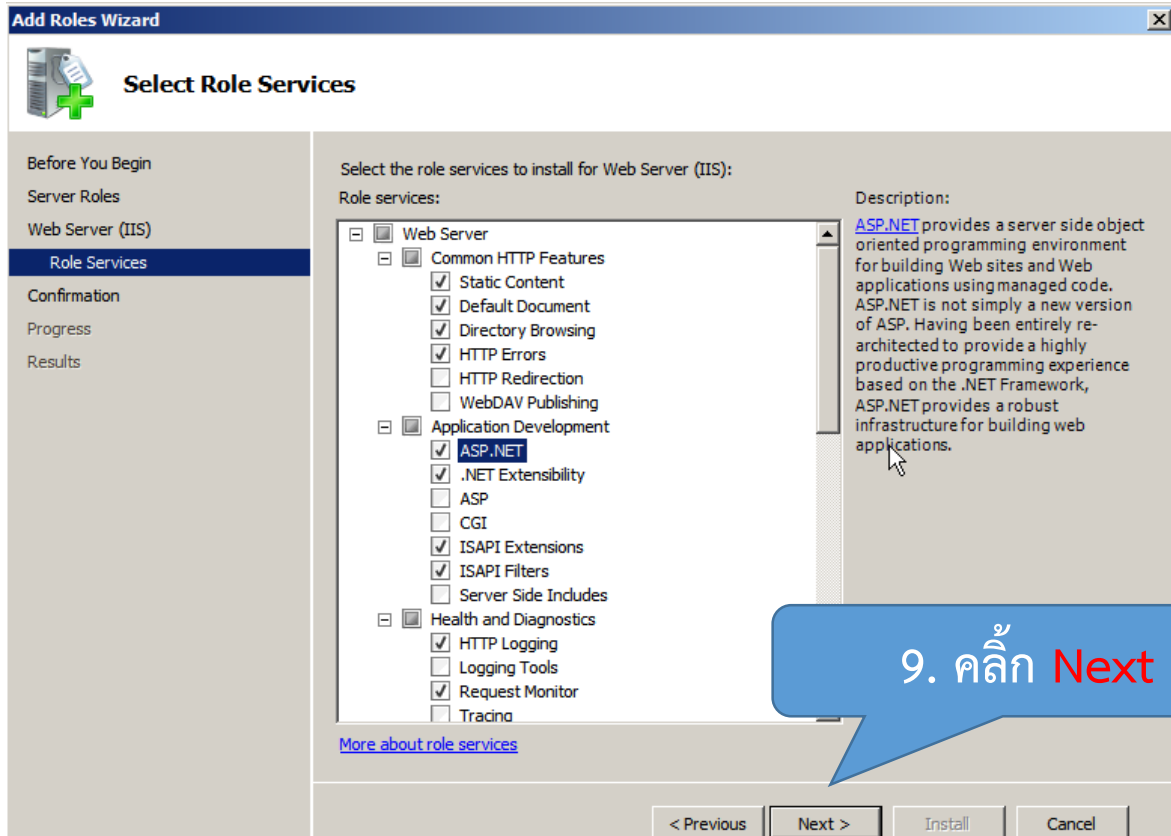 Add Roles Wizard
Select Role Services
Before You Begin
Server Roles
Web Server (IIS)
Role Services
Confirmation
Progress
Results
Select the role services to install for Web Server (IIS):
Role services:
Web Server
Common HTTP Features
Static Content
Default Document
Directory Browsing
HTTP Errors
HTTP Redirection
WebDAV Publishing
Application Development
ASP.NET
.NET Extensibility
ASP
CGI
ISAPI Extensions
ISAPI Filters
Server Side Includes
Health and Diagnostics
HTTP Logging
Logging Tools
Request Monitor
Tracing
More about role services
Description:
ASP.NET provides a server side object
oriented programming environment
for building Web sites and Web
applications using managed code.
ASP.NET is not simply a new version
of ASP. Having been entirely re-
architected to provide a highly
productive programming experience
based on the .NET Framework,
ASP.NET provides a robust
infrastructure for building web
applications.
9. คลิ้ก Next
< Previous
Next >
Install
Cancel